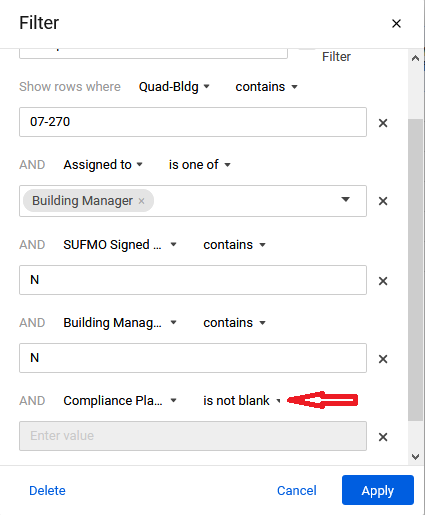 Filter
Filter
Show rows where Quad-Bldg contains
07-270
AND Assigned to is one of
Building Manager
AND SUFMO Signed ... contains
N
AND Building Manag... contains
N
AND Compliance Pla... is not blank
Enter value
Delete Cancel Apply